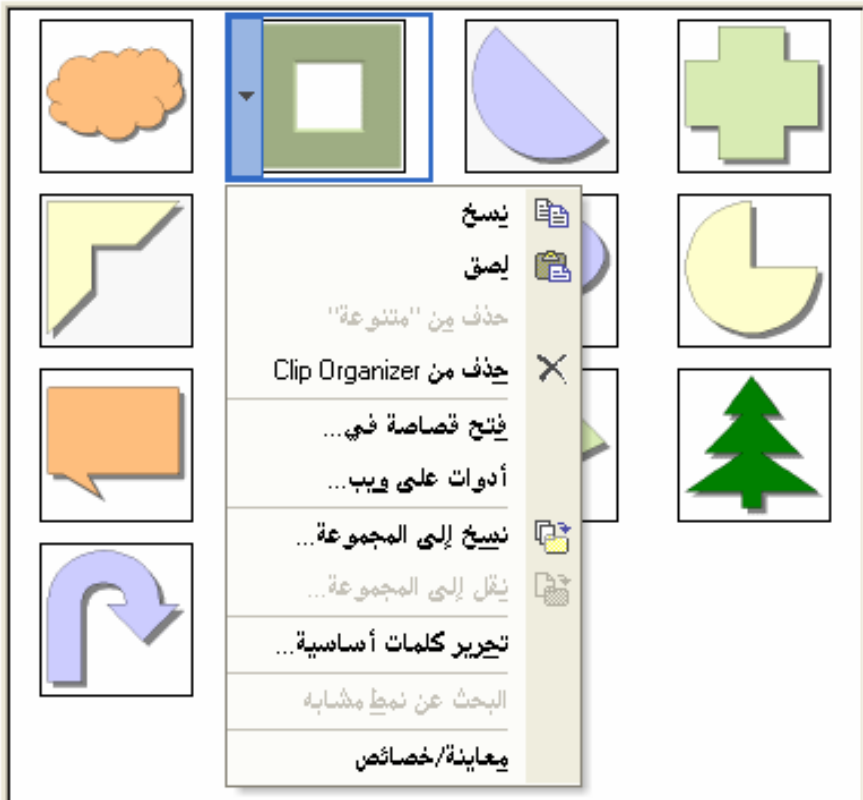 نسخ
لصق
حذف من "متنوعة"
حذف من Clip Organizer
فتح قصاصة في...
أدوات على ويب...
نسخ إلى المجموعة...
نقل إلى المجموعة...
تحرير كلمات أساسية...
البحث عن نمط مشابه
معاينة/خصائص